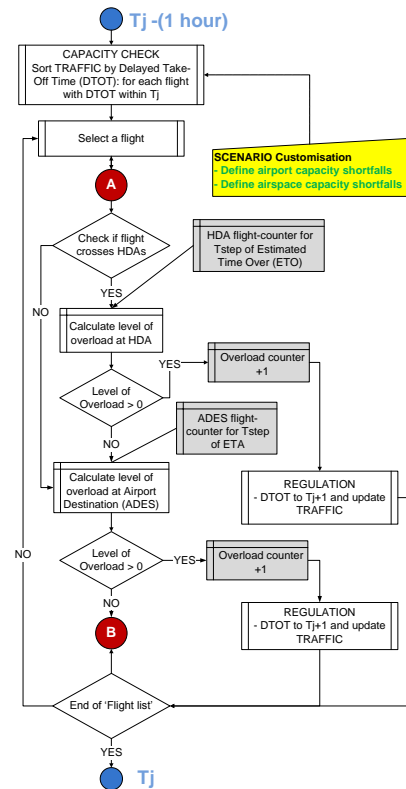 Tj -(1 hour)
CAPACITY CHECK
Sort TRAFFIC by Delayed Take-
Off Time (DTOT): for each flight
with DTOT within Tj
Select a flight
SCENARIO Customisation
- Define airport capacity shortfalls
- Define airspace capacity shortfalls
A
Check if flight
crosses HDAs
HDA flight-counter for
Tstep of Estimated
Time Over (ETO)
YES
NO
Calculate level of
overload at HDA
YES
Overload counter
+1
Level of
Overload > 0
ADES flight-
counter for Tstep
of ETA
NO
Calculate level of
overload at Airport
Destination (ADES)
REGULATION
- DTOT to Tj+1 and update
TRAFFIC
NO
Level of
Overload > 0
YES
Overload counter
+1
NO
B
REGULATION
- DTOT to Tj+1 and update
TRAFFIC
End of 'Flight list'
YES
Tj